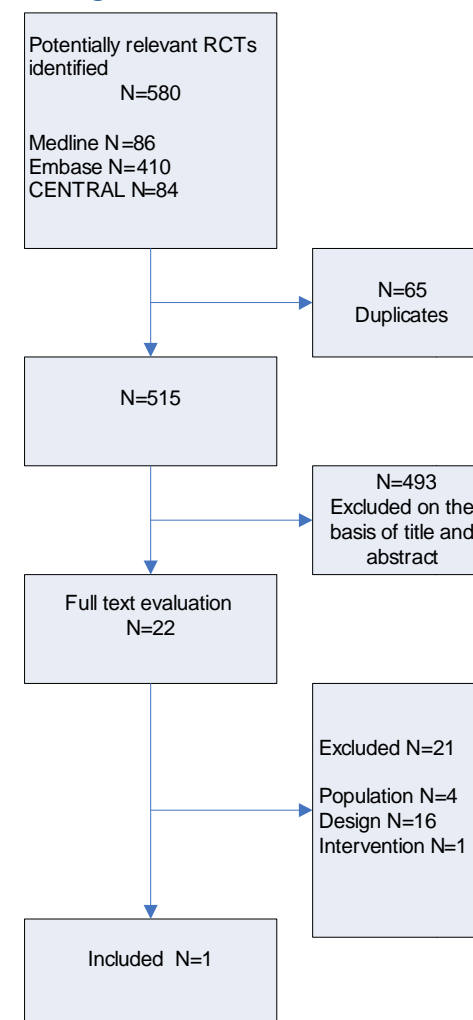 Potentially relevant RCTs
identified
N=580
Medline N=86
Embase N=410
CENTRAL N=84
N=65
Duplicates
N=515
N=493
Excluded on the
basis of title and
abstract
Full text evaluation
N=22
Excluded N=21
Population N=4
Design N=16
Intervention N=1
Included N=1